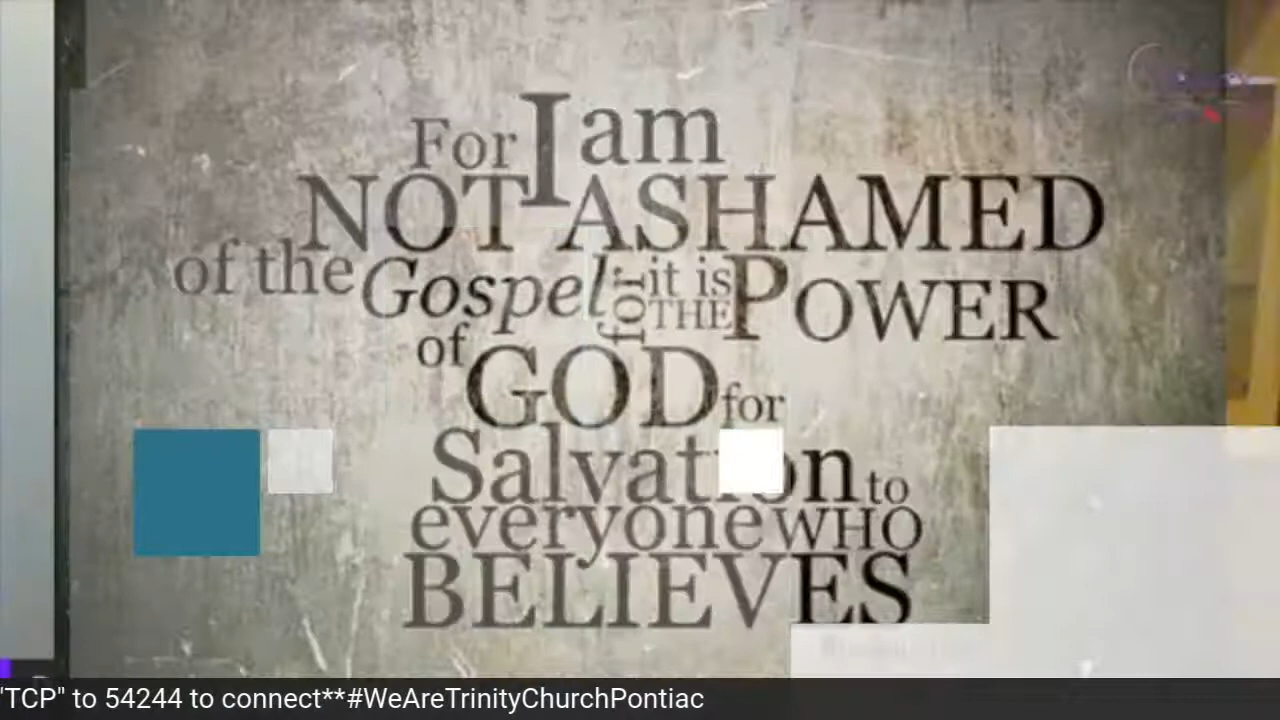 For I am
NOT ASHAMED
of the Gospel for it is THE POWER
of GOD for
Salvation to
everyone WHO
BELIEVES
"TCP" to 54244 to connect**#WeAreTrinityChurchPontiac